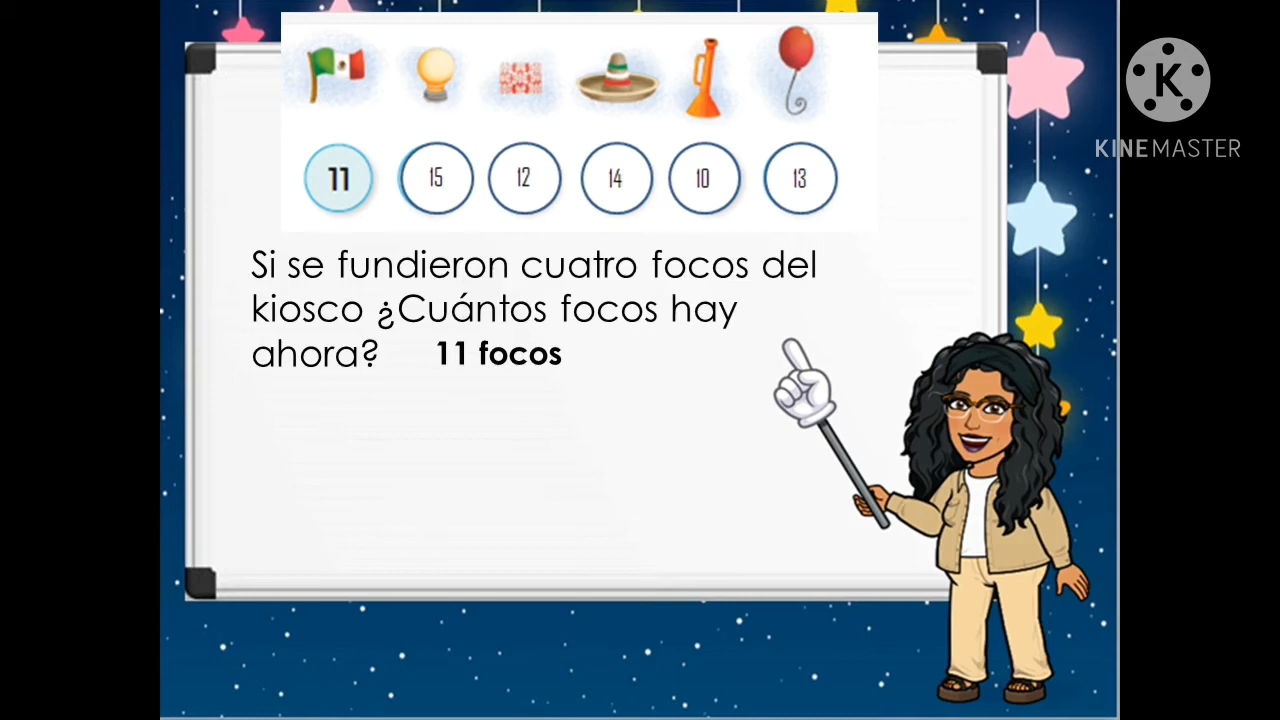 11 15 12 14 10 13
Si se fundieron cuatro focos del
kiosco ¿Cuántos focos hay
ahora? 11 focos
K
KINEMASTER